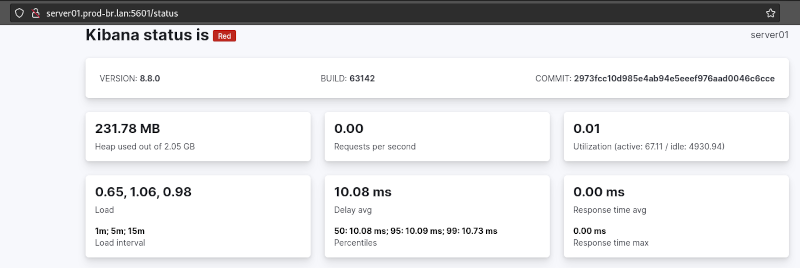 server01.prod-br.lan:5601/status
Kibana status is Red
server01
VERSION: 8.8.0 BUILD: 63142 COMMIT: 2973fcc10d985e4ab94e5eeef976aad0046c6cce
231.78 MB
Heap used out of 2.05 GB
0.00
Requests per second
0.01
Utilization (active: 67.11 / idle: 4930.94)
0.65, 1.06, 0.98
Load
1m; 5m; 15m
Load interval
10.08 ms
Delay avg
50: 10.08 ms; 95: 10.09 ms; 99: 10.73 ms
Percentiles
0.00 ms
Response time avg
0.00 ms
Response time max